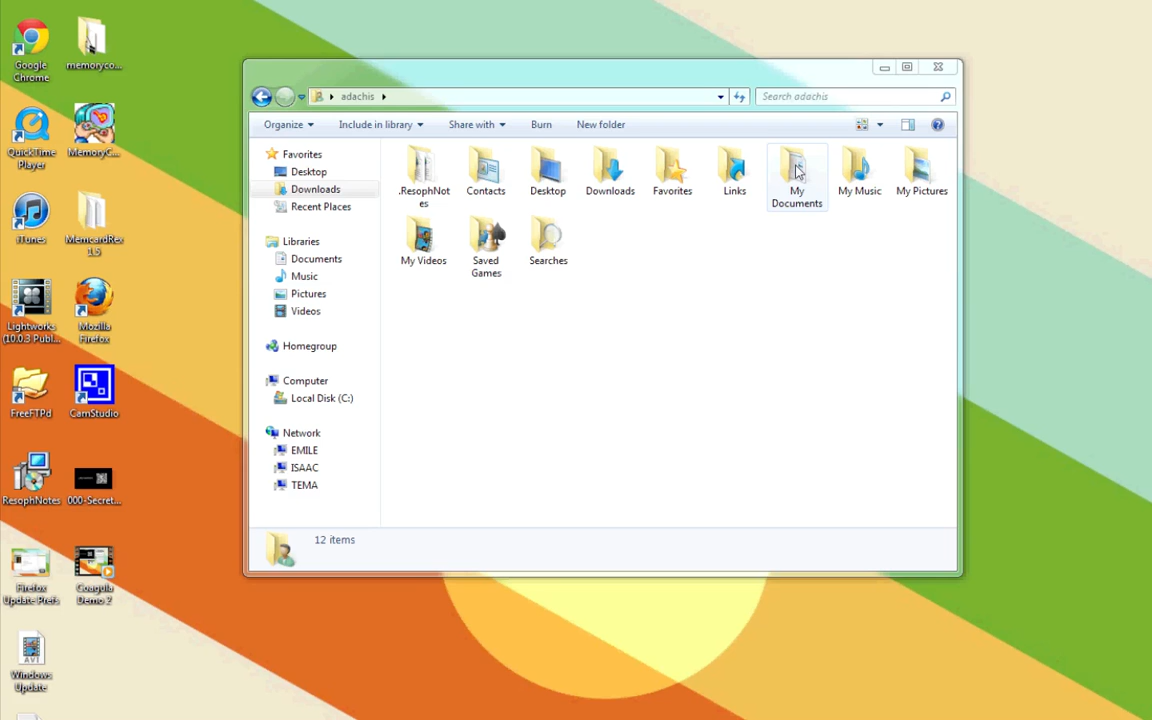 Google
Chrome
memoryco...
QuickTime
Player
MemoryC...
iTunes
MemcardRex
1.5
Lightworks
(10.0.3 Publ...
Mozilla
Firefox
FreeFTPd
CamStudio
ResophNotes
000-Secret...
Firefox
Update Prefs
Coagula
Demo 2
AVI
Windows
Update
adachis
Search adachis
Organize
Include in library
Share with
Burn
New folder
Favorites
Desktop
Downloads
Recent Places
Libraries
Documents
Music
Pictures
Videos
Homegroup
Computer
Local Disk (C:)
Network
EMILE
ISAAC
TEMA
.ResophNot
es
Contacts
Desktop
Downloads
Favorites
Links
My
Documents
My Music
My Pictures
My Videos
Saved
Games
Searches
12 items